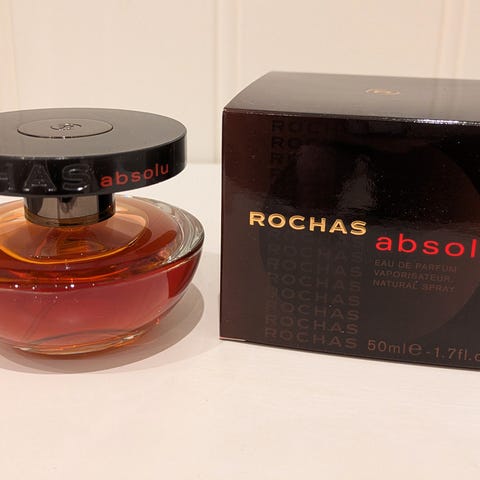 HAS absolu
ROCHAS
ROCHAS
ROCHAS absol
EAU DE PARFUM
VAPORISATEUR
NATURAL SPRAY
ROCHAS
ROCHAS
ROCHAS
ROCHAS
ROCHAS
50ml e - 1.7fl.o